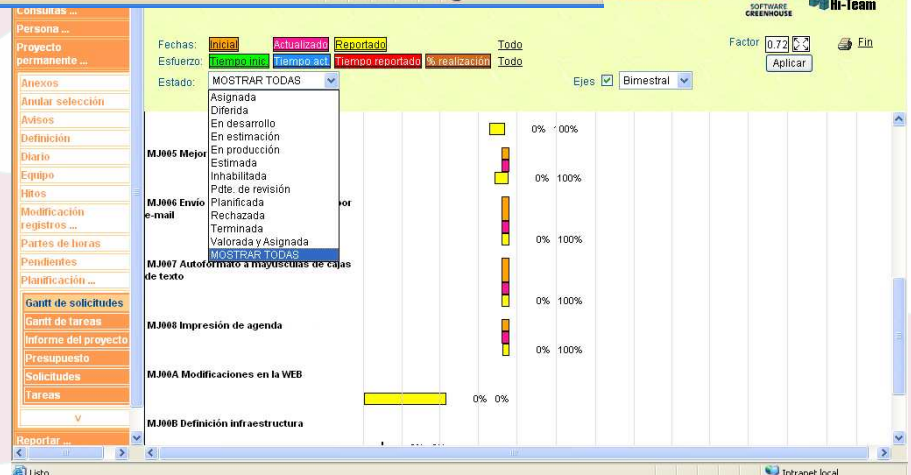 Consultas ...
Persona ...
Proyecto
permanente ...
Anexos
Anular selección
Avisos
Definición
Diario
Equipo
Hitos
Modificación
registros ...
Partes de horas
Pendientes
Planificación ...
Gantt de solicitudes
Gantt de tareas
Informe del proyecto
Presupuesto
Solicitudes
Tareas
V
Reportar ...
SOFTWARE
GREENHOUSE
Hi-Team
Fechas: Inicial Actualizado Reportado Todo
Factor 0.72 Fin
Esfuerzo: Tiempo inic. Tiempo act. Tiempo reportado % realización Todo
Aplicar
Estado: MOSTRAR TODAS
Ejes Bimestral
Asignada
Diferida
En desarrollo
En estimación
En producción
Estimada
Inhabilitada
Pdte. de revisión
Planificada
Rechazada
Terminada
Valorada y Asignada
MOSTRAR TODAS
0% 100%
MJ005 Mejor
0% 100%
MJ006 Envío por
e-mail
0% 100%
MJ007 Autoformato a mayúsculas de cajas
de texto
0% 100%
MJ008 Impresión de agenda
0% 100%
MJ00A Modificaciones en la WEB
0% 0%
MJ00B Definición infraestructura
Listo
Intranet local